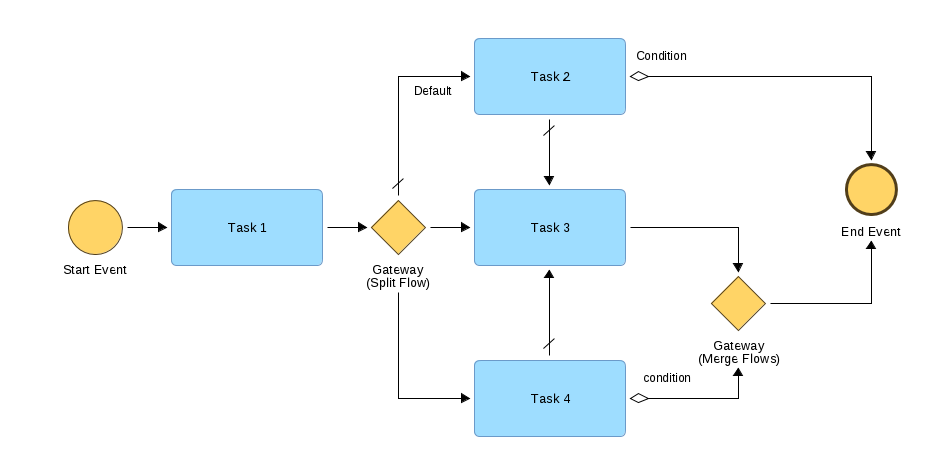 Condition
Task 2
Default
Task 1
Task 3
End Event
Start Event
Gateway
(Split Flow)
Gateway
(Merge Flows)
condition
Task 4